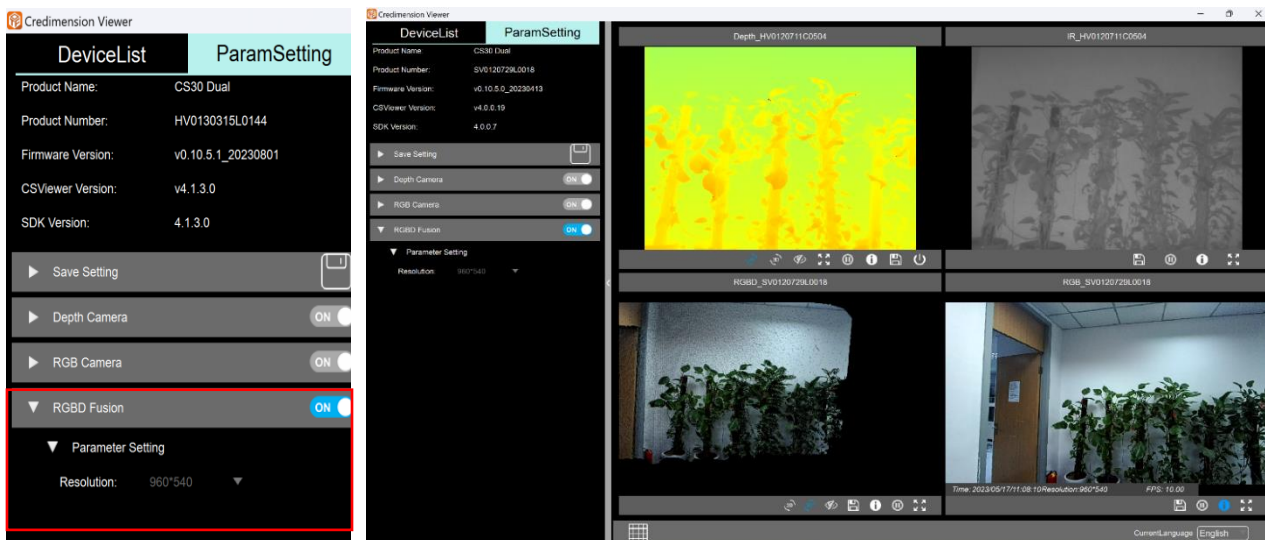 Credimension Viewer
DeviceList ParamSetting
Product Name: CS30 Dual
Product Number: HV0130315L0144
Firmware Version: v0.10.5.1_20230801
CSViewer Version: v4.1.3.0
SDK Version: 4.1.3.0
Save Setting
Depth Camera ON
RGB Camera ON
RGBD Fusion ON
Parameter Setting
Resolution: 960*540
Credimension Viewer
DeviceList ParamSetting
Product Name: CS30 Dual
Product Number: SV0120729L0018
Firmware Version: v0.10.5.0_20230413
CSViewer Version: v4.0.0.19
SDK Version: 4.0.0.7
Save Setting
Depth Camera ON
RGB Camera ON
RGBD Fusion ON
Parameter Setting
Resolution: 960*540
Depth_HV0120711C0504
IR_HV0120711C0504
RGBD_SV0120729L0018
RGB_SV0120729L0018
Time: 2023/05/17/11:08:10Resolution:960*540 FPS: 10.00
CurrentLanguage English